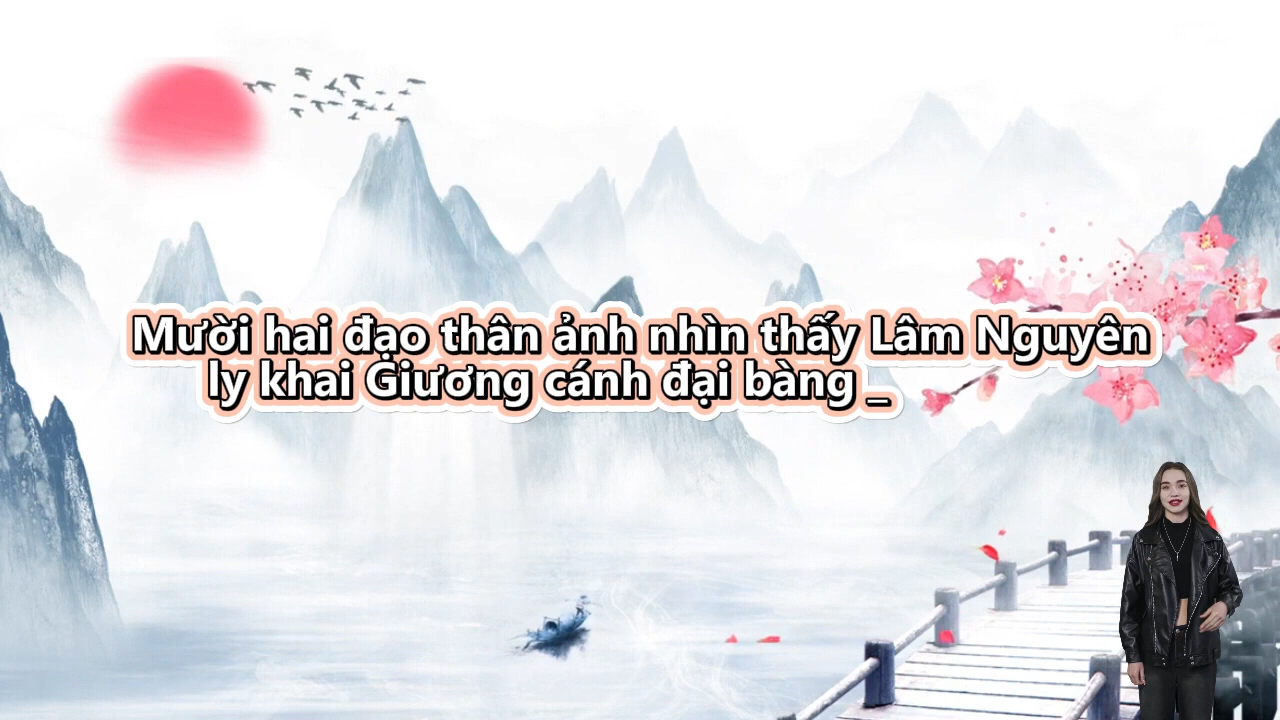 Mười hai đạo thân ảnh nhìn thấy Lâm Nguyên
ly khai Giương cánh đại bàng _